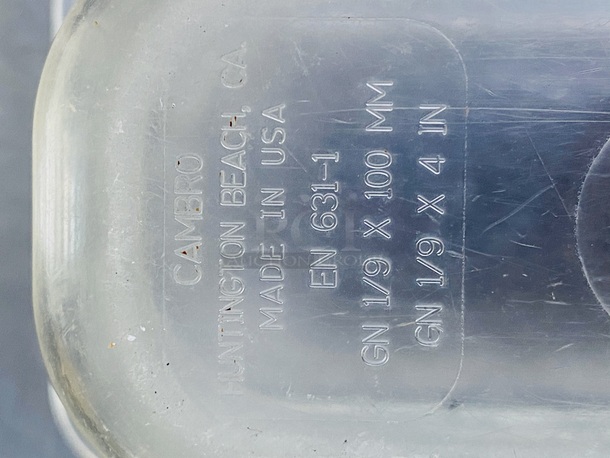 CAMBRO
HUNTINGTON BEACH, CA
MADE IN USA
EN 631-1
GN 1/9 X 100 MM
GN 1/9 X 4 IN